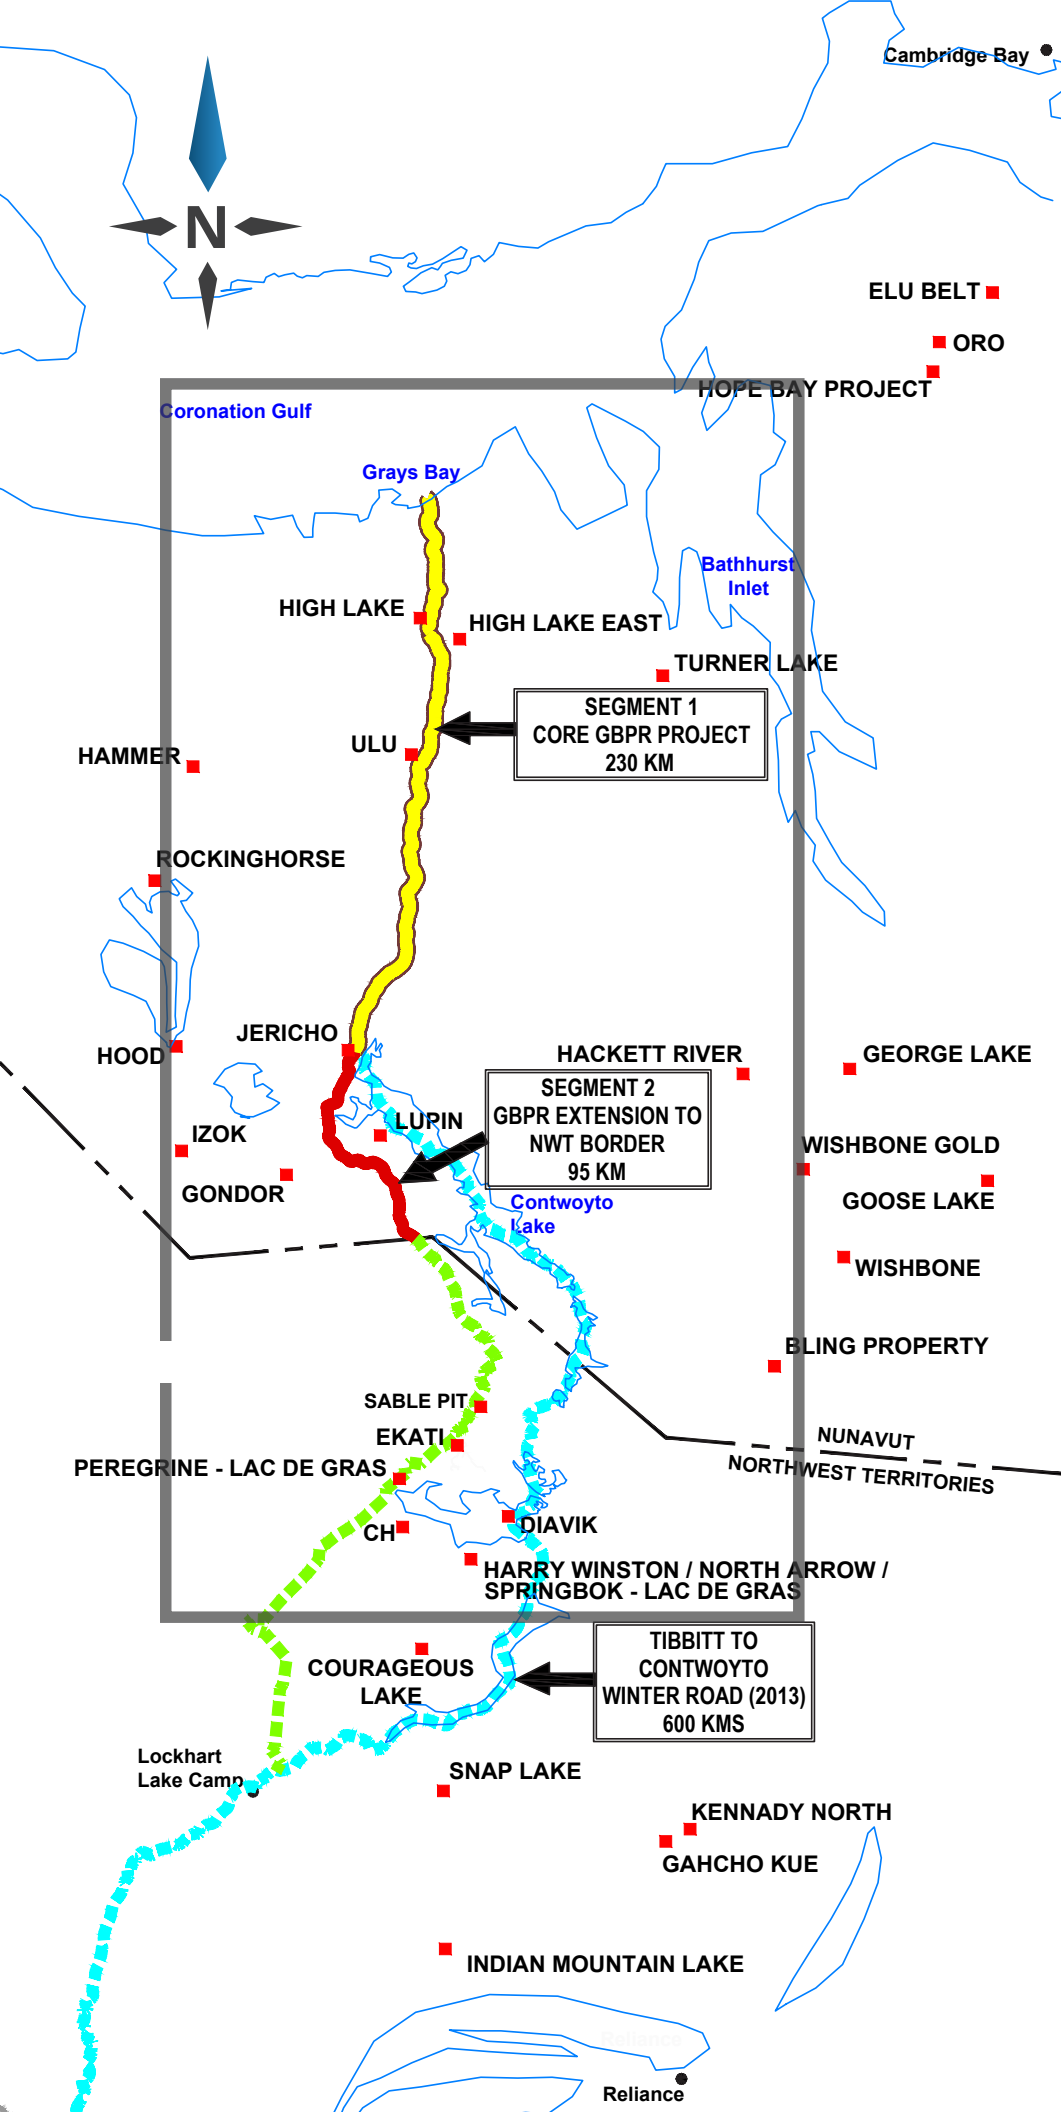 Cambridge Bay
N
ELU BELT
ORO
HOPE BAY PROJECT
Coronation Gulf
Grays Bay
Bathhurst
Inlet
HIGH LAKE
HIGH LAKE EAST
TURNER LAKE
SEGMENT 1
CORE GBPR PROJECT
230 KM
ULU
HAMMER
ROCKINGHORSE
JERICHO
HOOD
HACKETT RIVER
GEORGE LAKE
SEGMENT 2
GBPR EXTENSION TO
NWT BORDER
95 KM
LUPIN
IZOK
WISHBONE GOLD
GONDOR
GOOSE LAKE
Contwoyto
Lake
WISHBONE
BLING PROPERTY
SABLE PIT
EKATI
NUNAVUT
NORTHWEST TERRITORIES
PEREGRINE - LAC DE GRAS
CH
DIAVIK
HARRY WINSTON / NORTH ARROW /
SPRINGBOK - LAC DE GRAS
TIBBITT TO
CONTWOYTO
WINTER ROAD (2013)
600 KMS
COURAGEOUS
LAKE
Lockhart
Lake Camp
SNAP LAKE
KENNADY NORTH
GAHCHO KUE
INDIAN MOUNTAIN LAKE
Reliance
Reliance